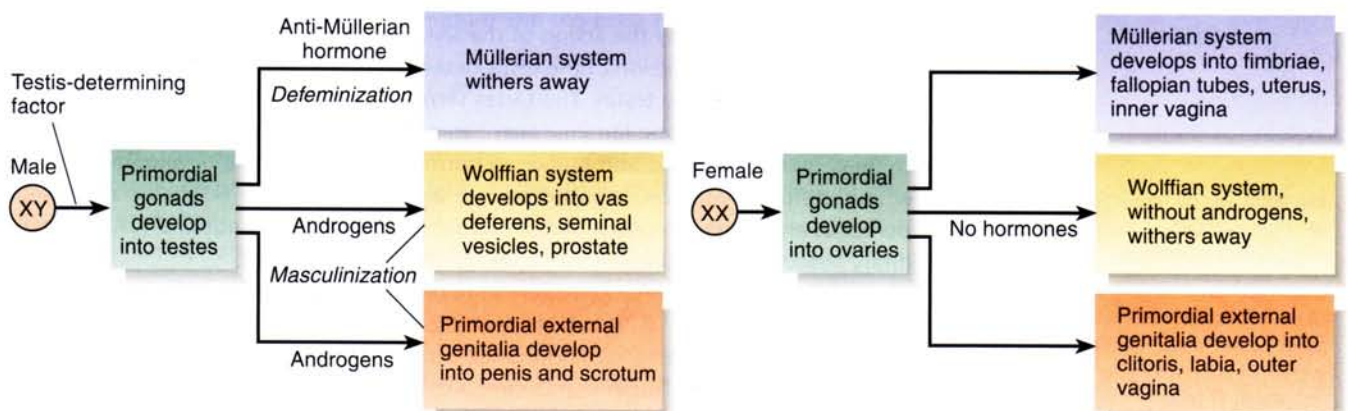 Anti-Müllerian
hormone
Defeminization
Müllerian system
withers away
Testis-determining
factor
Male
XY
Primordial
gonads
develop
into testes
Androgens
Wolffian system
develops into vas
deferens, seminal
vesicles, prostate
Masculinization
Androgens
Primordial external
genitalia develop
into penis and scrotum
Female
XX
Primordial
gonads
develop
into ovaries
No hormones
Müllerian system
develops into fimbriae,
fallopian tubes, uterus,
inner vagina
Wolffian system,
without androgens,
withers away
Primordial external
genitalia develop into
clitoris, labia, outer
vagina